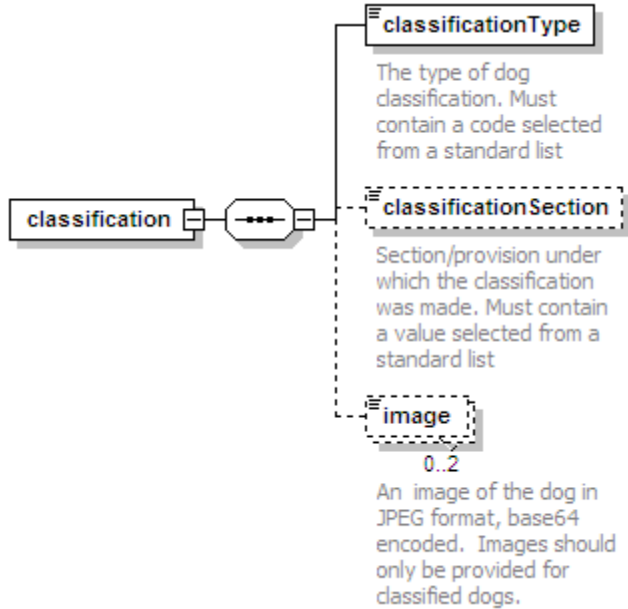 classificationType
The type of dog
classification. Must
contain a code selected
from a standard list
classification
classificationSection
Section/provision under
which the classification
was made. Must contain
a value selected from a
standard list
image
0..2
An  image of the dog in
JPEG format, base64
encoded.  Images should
only be provided for
classified dogs.